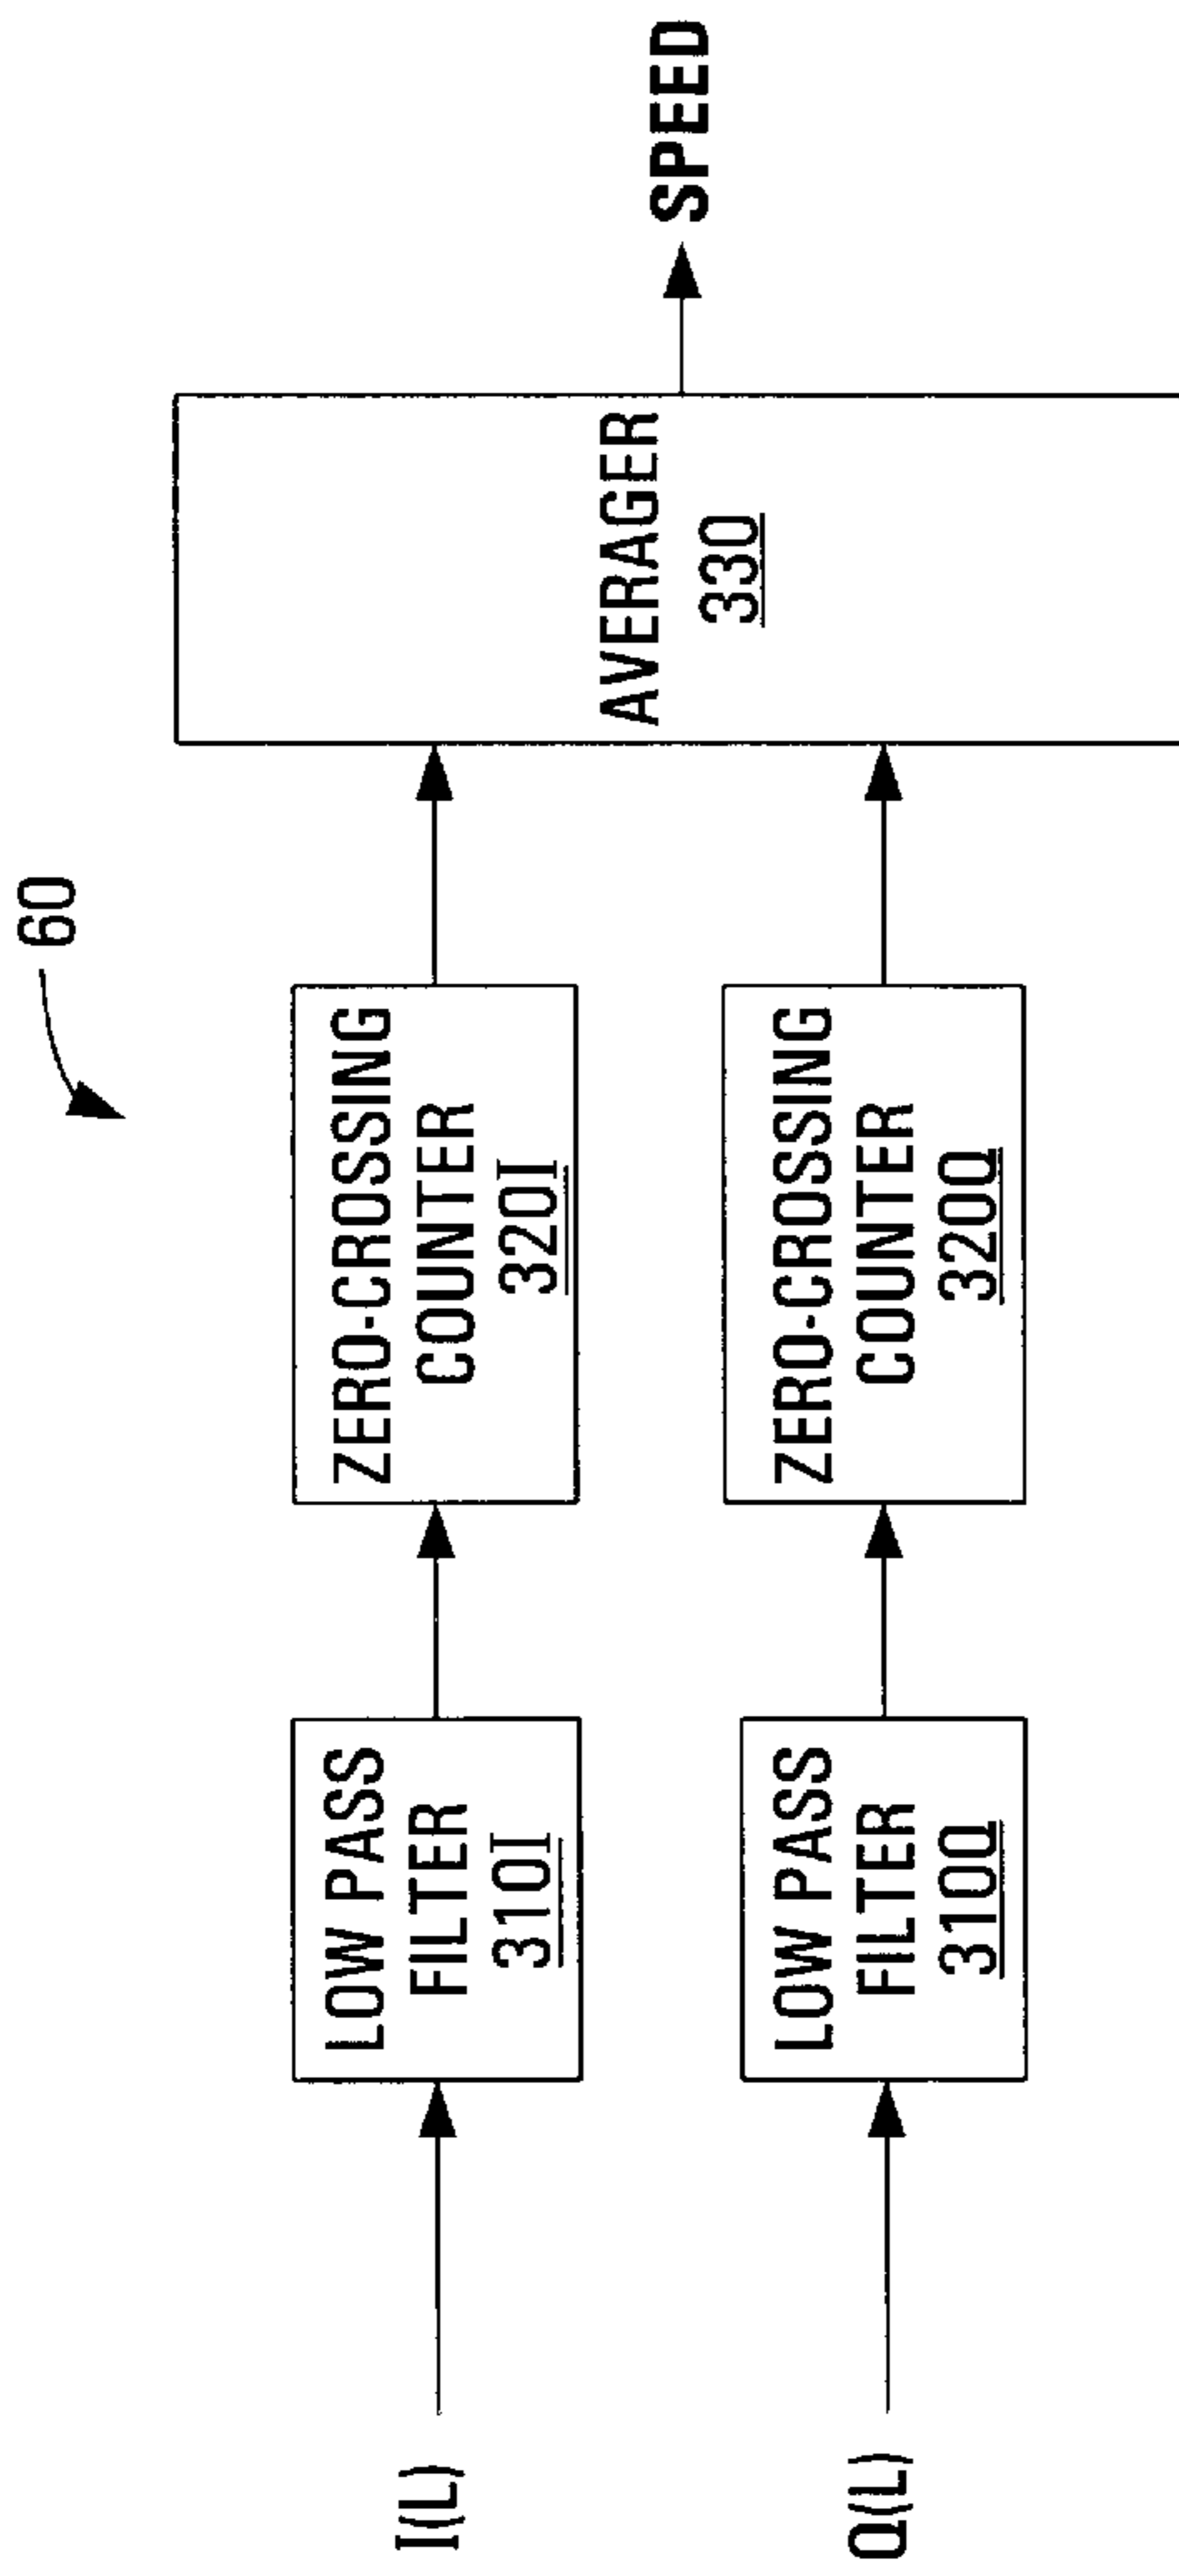 60
I(L)
LOW PASS
FILTER
310I
ZERO-CROSSING
COUNTER
320I
Q(L)
LOW PASS
FILTER
310Q
ZERO-CROSSING
COUNTER
320Q
AVERAGER
330
SPEED